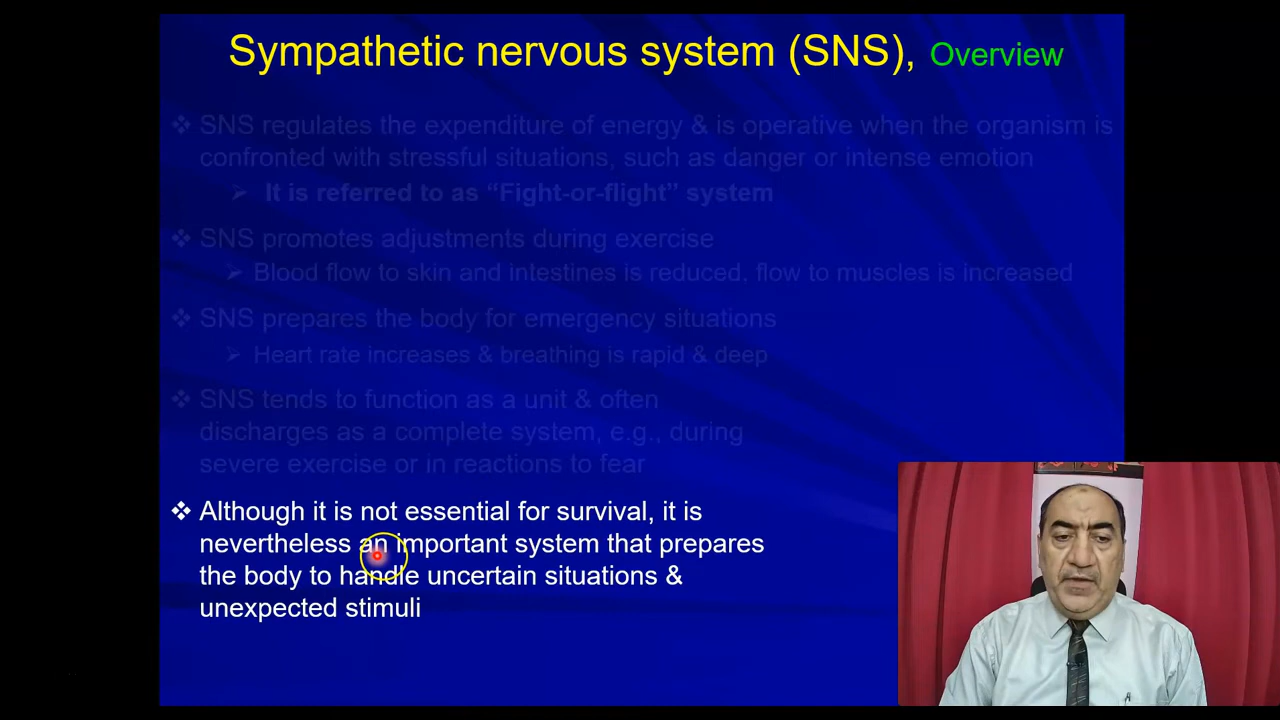 Sympathetic nervous system (SNS), Overview
❖ SNS regulates the expenditure of energy & is operative when the organism is
confronted with stressful situations, such as danger or intense emotion
➢ It is referred to as “Fight-or-flight” system
❖ SNS promotes adjustments during exercise
➢ Blood flow to skin and intestines is reduced. flow to muscles is increased
❖ SNS prepares the body for emergency situations
➢ Heart rate increases & breathing is rapid & deep
❖ SNS tends to function as a unit & often
discharges as a complete system, e.g., during
severe exercise or in reactions to fear
❖ Although it is not essential for survival, it is
nevertheless an important system that prepares
the body to handle uncertain situations &
unexpected stimuli